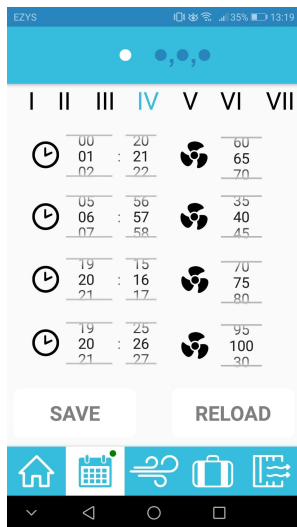 EZYS 35% 13:19
I II III IV V VI VII
00 20 60
01 : 21 65
02 22 70
05 56 35
06 : 57 40
07 58 45
19 15 70
20 : 16 75
21 17 80
19 25 95
20 : 26 100
21 27 30
SAVE RELOAD